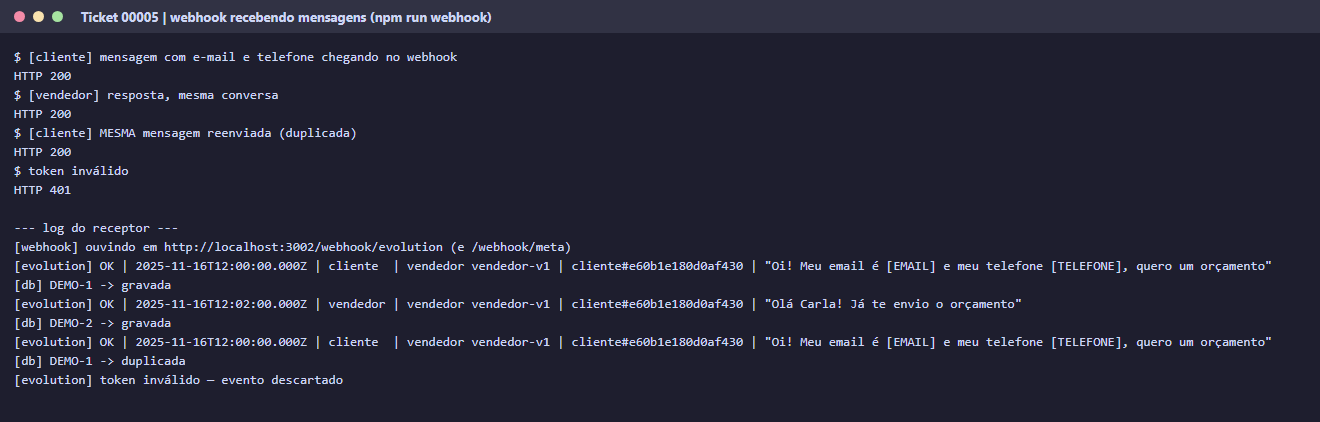 Ticket 00005 | webhook recebendo mensagens (npm run webhook)
$ [cliente] mensagem com e-mail e telefone chegando no webhook
HTTP 200
$ [vendedor] resposta, mesma conversa
HTTP 200
$ [cliente] MESMA mensagem reenviada (duplicada)
HTTP 200
$ token inválido
HTTP 401
--- log do receptor ---
[webhook] ouvindo em http://localhost:3002/webhook/evolution (e /webhook/meta)
[evolution] OK | 2025-11-16T12:00:00.000Z | cliente  | vendedor vendedor-v1 | cliente#e60b1e180d0af430 | "Oi! Meu email é [EMAIL] e meu telefone [TELEFONE], quero um orçamento"
[db] DEMO-1 -> gravada
[evolution] OK | 2025-11-16T12:02:00.000Z | vendedor | vendedor vendedor-v1 | cliente#e60b1e180d0af430 | "Olá Carla! Já te envio o orçamento"
[db] DEMO-2 -> gravada
[evolution] OK | 2025-11-16T12:00:00.000Z | cliente  | vendedor vendedor-v1 | cliente#e60b1e180d0af430 | "Oi! Meu email é [EMAIL] e meu telefone [TELEFONE], quero um orçamento"
[db] DEMO-1 -> duplicada
[evolution] token inválido — evento descartado